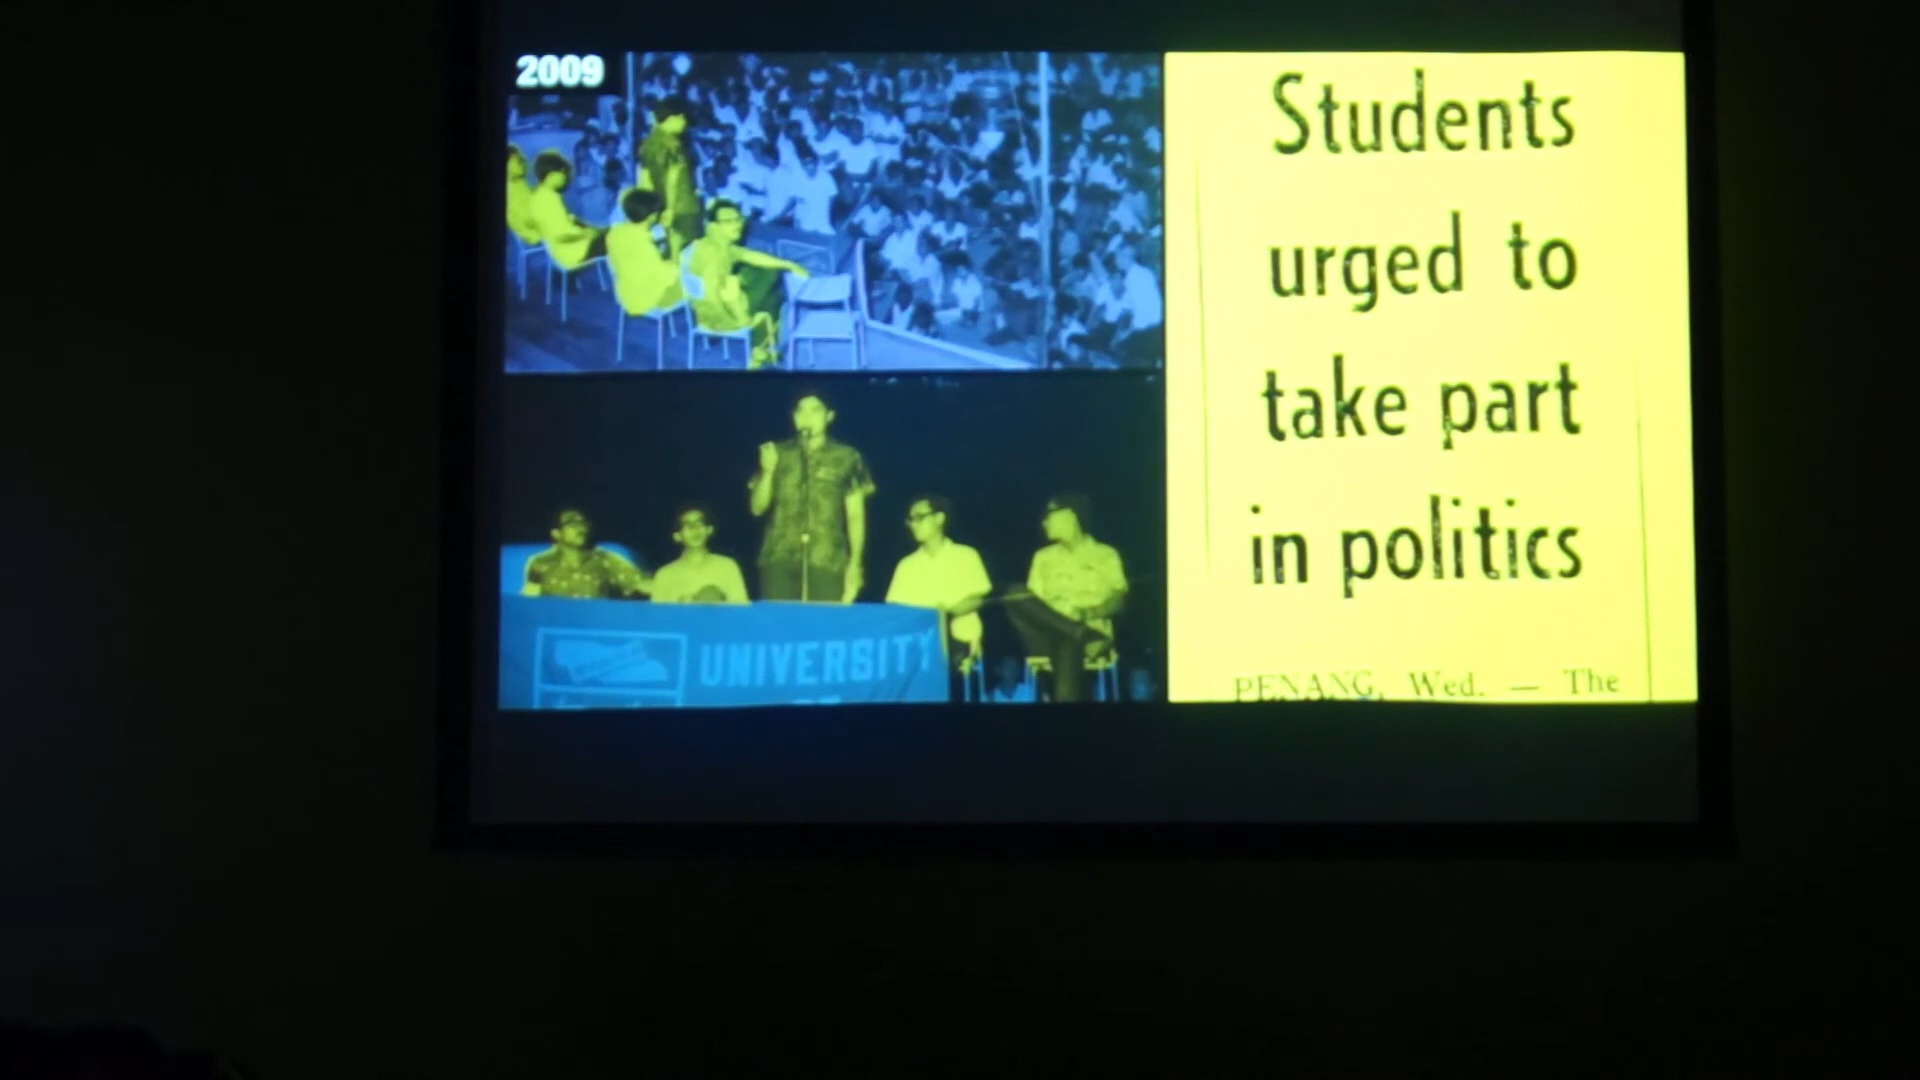 2009
Students
urged to
take part
in politics
PENANG, Wed. — The
UNIVERSITY